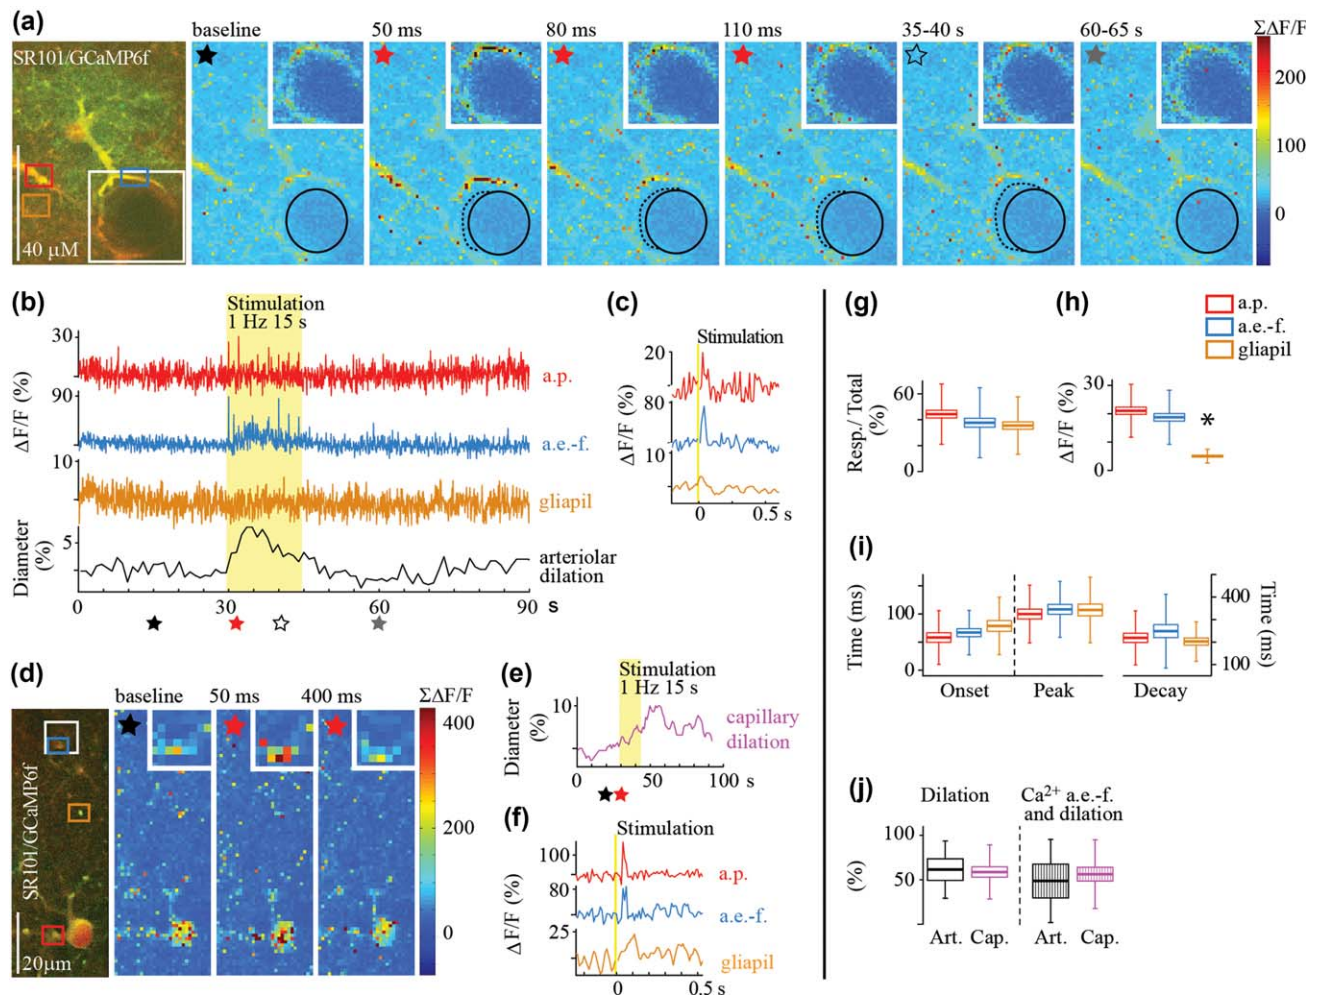 (a)
baseline
50 ms
80 ms
110 ms
35-40 s
60-65 s
ΣΔF/F
SR101/GCaMP6f
40 µM
200
100
0
(b)
Stimulation
1 Hz 15 s
30
90
10
ΔF/F (%)
a.p.
a.e.-f.
gliapil
5
Diameter
(%)
arteriolar
dilation
0
30
60
90
s
(c)
Stimulation
20
80
10
ΔF/F (%)
0
0.5 s
(d)
baseline
50 ms
400 ms
ΣΔF/F
SR101/GCaMP6f
20µm
400
200
0
(e)
Stimulation
1 Hz 15 s
10
Diameter
(%)
capillary
dilation
0
50
100
s
(f)
Stimulation
100
80
25
ΔF/F (%)
a.p.
a.e.-f.
gliapil
0
0.5 s
(g)
60
0
Resp./ Total
(%)
(h)
30
0
ΔF/F (%)
*
a.p.
a.e.-f.
gliapil
(i)
Time (ms)
100
0
400
100
Time (ms)
Onset
Peak
Decay
(j)
Dilation
Ca²⁺ a.e.-f.
and dilation
100
50
(%)
Art.
Cap.
Art.
Cap.